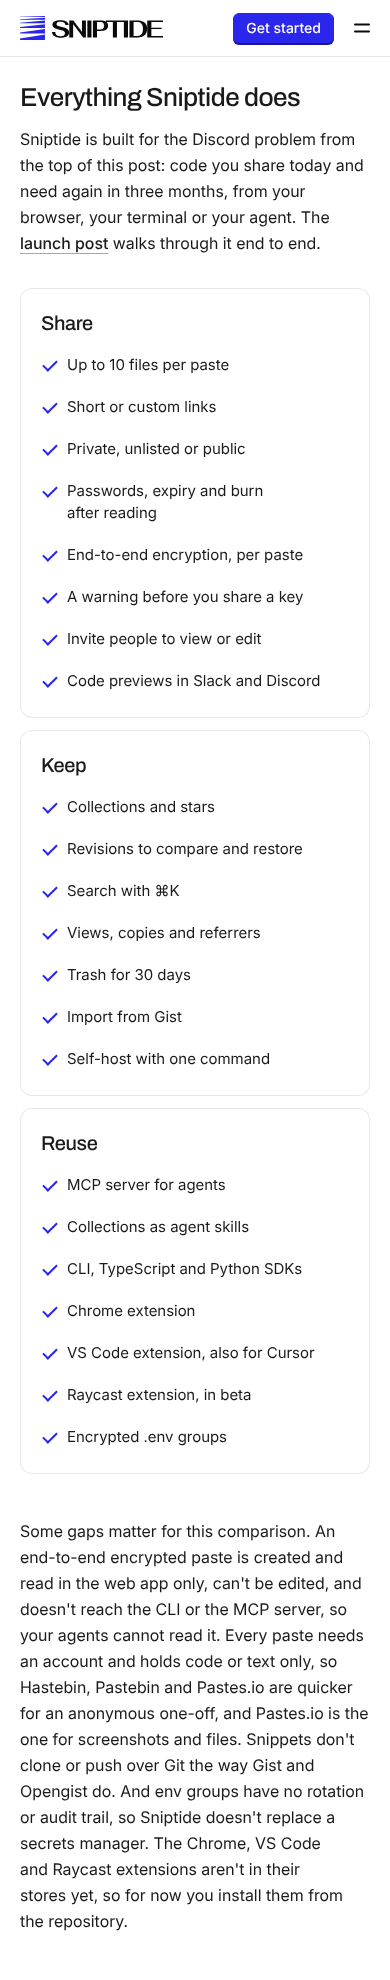 SNIPTIDE
Get started
Everything Sniptide does
Sniptide is built for the Discord problem from
the top of this post: code you share today and
need again in three months, from your
browser, your terminal or your agent. The
launch post walks through it end to end.
Share
Up to 10 files per paste
Short or custom links
Private, unlisted or public
Passwords, expiry and burn
after reading
End-to-end encryption, per paste
A warning before you share a key
Invite people to view or edit
Code previews in Slack and Discord
Keep
Collections and stars
Revisions to compare and restore
Search with ⌘K
Views, copies and referrers
Trash for 30 days
Import from Gist
Self-host with one command
Reuse
MCP server for agents
Collections as agent skills
CLI, TypeScript and Python SDKs
Chrome extension
VS Code extension, also for Cursor
Raycast extension, in beta
Encrypted .env groups
Some gaps matter for this comparison. An
end-to-end encrypted paste is created and
read in the web app only, can't be edited, and
doesn't reach the CLI or the MCP server, so
your agents cannot read it. Every paste needs
an account and holds code or text only, so
Hastebin, Pastebin and Pastes.io are quicker
for an anonymous one-off, and Pastes.io is the
one for screenshots and files. Snippets don't
clone or push over Git the way Gist and
Opengist do. And env groups have no rotation
or audit trail, so Sniptide doesn't replace a
secrets manager. The Chrome, VS Code
and Raycast extensions aren't in their
stores yet, so for now you install them from
the repository.